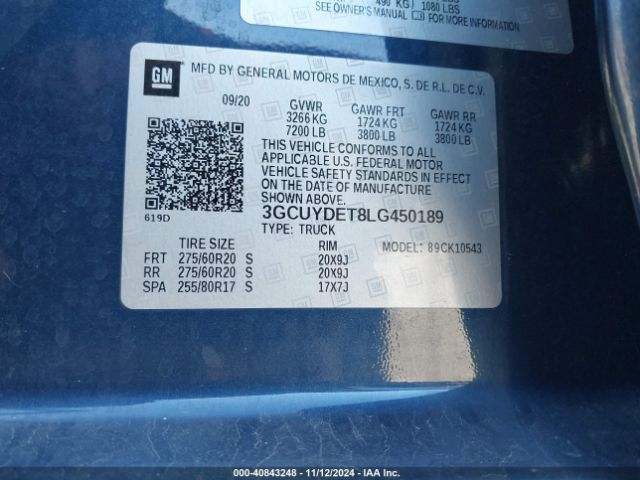 490 KG / 1080 LBS
SEE OWNER'S MANUAL FOR MORE INFORMATION
GM
MFD BY GENERAL MOTORS DE MEXICO, S. DE R.L. DE C.V.
09/20 GVWR GAWR FRT GAWR RR
3266 KG 1724 KG 1724 KG
7200 LB 3800 LB 3800 LB
THIS VEHICLE CONFORMS TO ALL
APPLICABLE U.S. FEDERAL MOTOR
VEHICLE SAFETY STANDARDS IN EFFECT
ON THE DATE OF MANUFACTURE
SHOWN ABOVE.
619D 3GCUYDET8LG450189
TYPE: TRUCK
TIRE SIZE RIM MODEL: 89CK10543
FRT 275/60R20 S 20X9J
RR 275/60R20 S 20X9J
SPA 255/80R17 S 17X7J
000-40843248 - 11/12/2024 - IAA Inc.